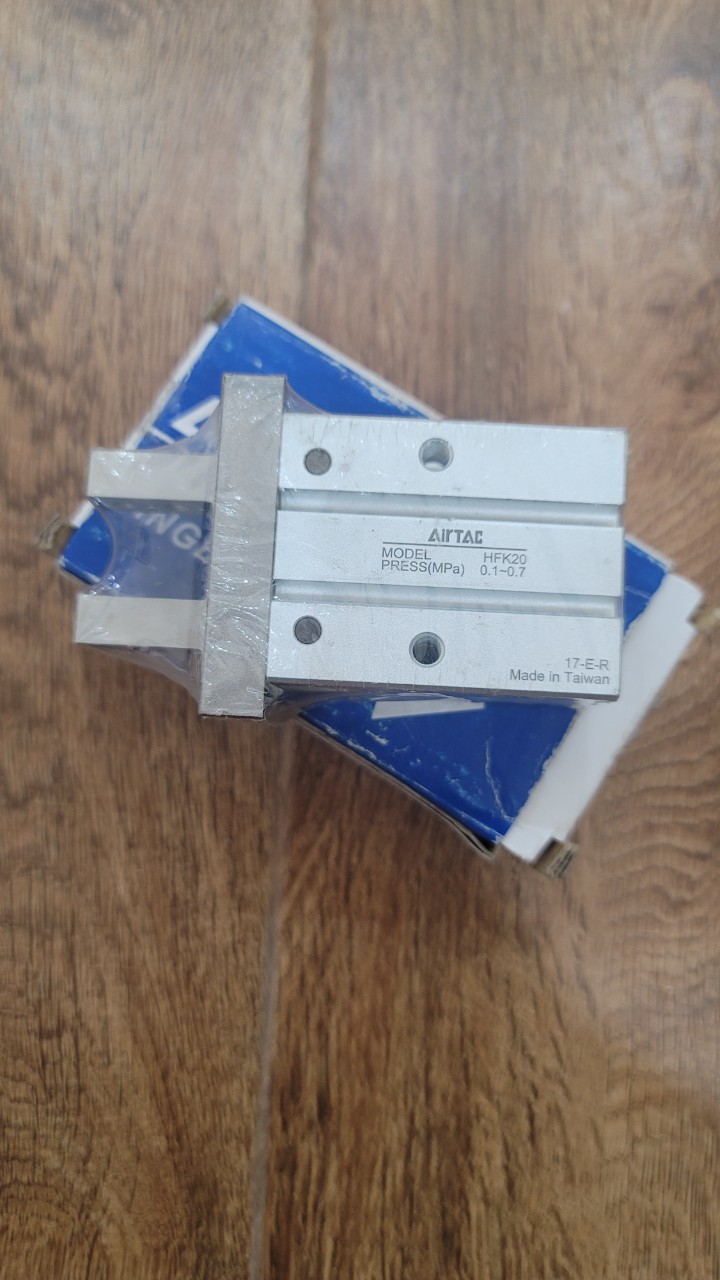 AirTAC
MODEL HFK20
PRESS(MPa) 0.1~0.7
17-E-R
Made in Taiwan